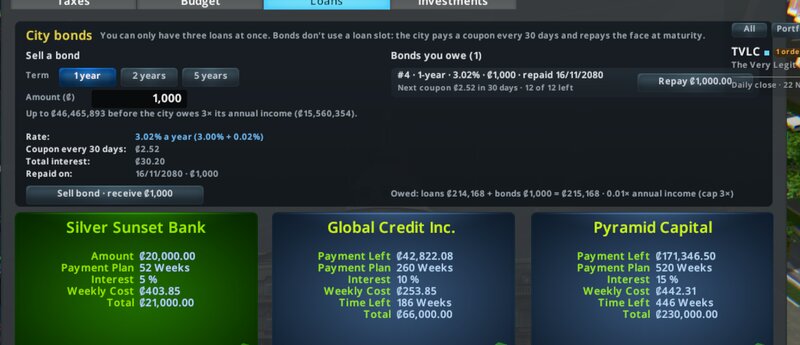 Taxes
Budget
Loans
Investments
City bonds You can only have three loans at once. Bonds don't use a loan slot: the city pays a coupon every 30 days and repays the face at maturity.
Sell a bond
Term 1 year 2 years 5 years
Amount (₡) 1,000
Up to ₡46,465,893 before the city owes 3× its annual income (₡15,560,354).
Rate: 3.02% a year (3.00% + 0.02%)
Coupon every 30 days: ₡2.52
Total interest: ₡30.20
Repaid on: 16/11/2080 · ₡1,000
Sell bond · receive ₡1,000
Bonds you owe (1)
#4 · 1-year · 3.02% · ₡1,000 · repaid 16/11/2080
Next coupon ₡2.52 in 30 days · 12 of 12 left
Repay ₡1,000.00
Owed: loans ₡214,168 + bonds ₡1,000 = ₡215,168 · 0.01× annual income (cap 3×)
All
Portf
TVLC
1 orde
The Very Legit
Daily close · 22 N
Silver Sunset Bank
Amount ₡20,000.00
Payment Plan 52 Weeks
Interest 5 %
Weekly Cost ₡403.85
Total ₡21,000.00
Global Credit Inc.
Payment Left ₡42,822.08
Payment Plan 260 Weeks
Interest 10 %
Weekly Cost ₡253.85
Time Left 186 Weeks
Total ₡66,000.00
Pyramid Capital
Payment Left ₡171,346.50
Payment Plan 520 Weeks
Interest 15 %
Weekly Cost ₡442.31
Time Left 446 Weeks
Total ₡230,000.00